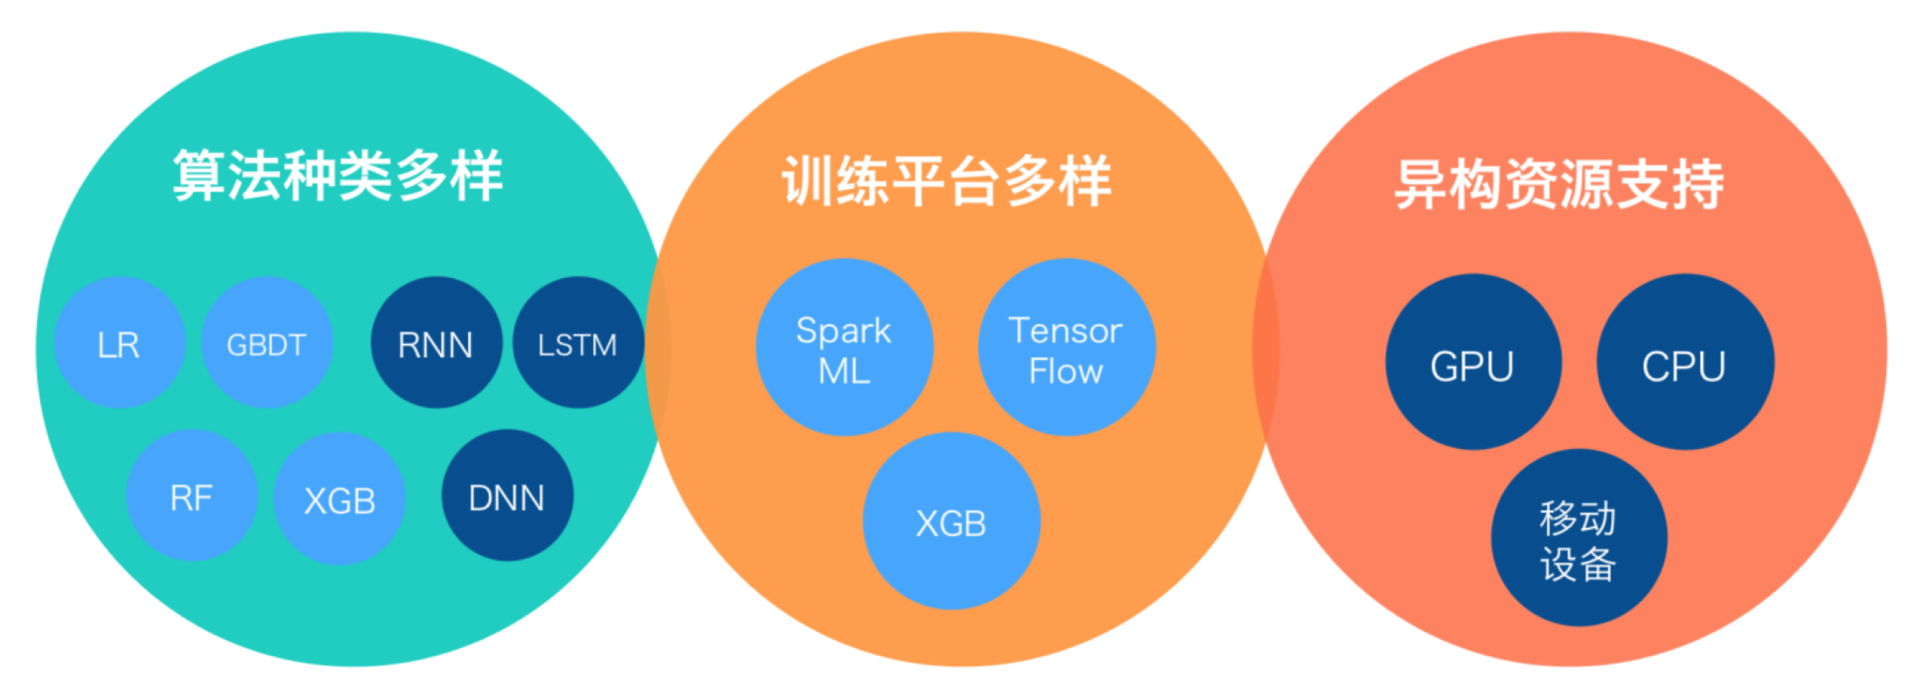 算法种类多样
LR
GBDT
RNN
LSTM
RF
XGB
DNN
训练平台多样
Spark
ML
Tensor
Flow
XGB
异构资源支持
GPU
CPU
移动
设备